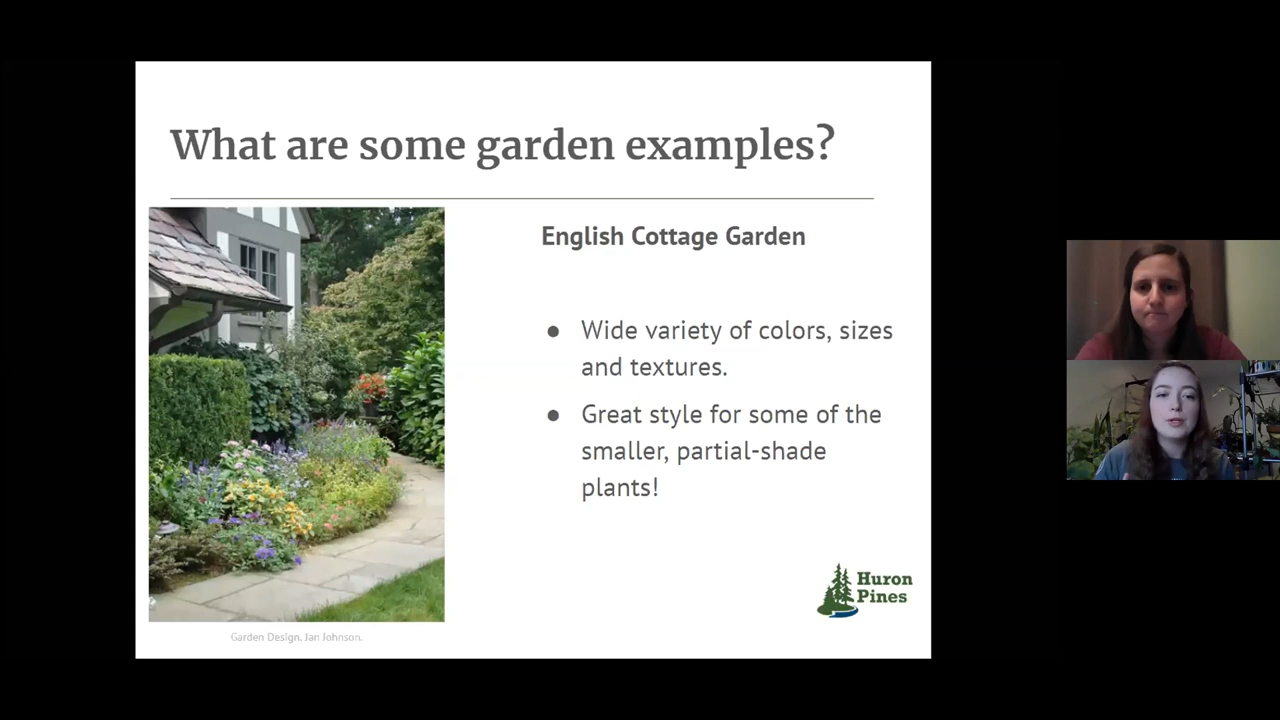 What are some garden examples?
English Cottage Garden
● Wide variety of colors, sizes
and textures.
● Great style for some of the
smaller, partial-shade
plants!
Huron
Pines
Garden Design. Jan Johnson.